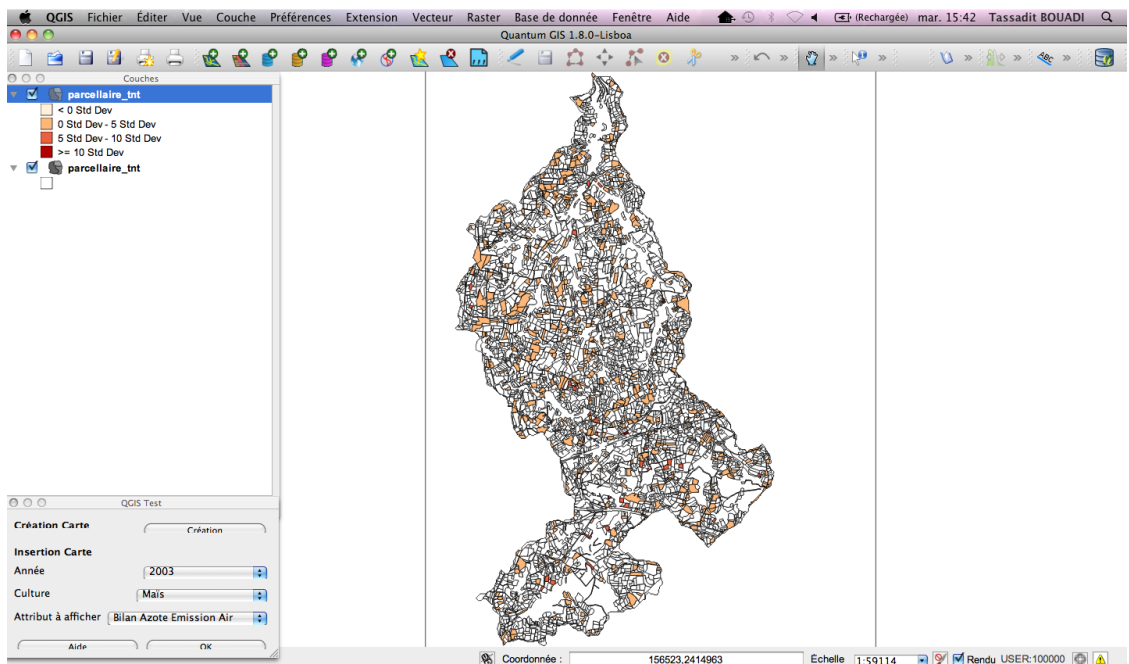 QGIS Fichier Éditer Vue Couche Préférences Extension Vecteur Raster Base de donnée Fenêtre Aide (Rechargée) mar. 15:42 Tassadit BOUADI
Quantum GIS 1.8.0-Lisboa
ABC
Couches
parcellaire_tnt
< 0 Std Dev
0 Std Dev - 5 Std Dev
5 Std Dev - 10 Std Dev
>= 10 Std Dev
parcellaire_tnt
QGIS Test
Création Carte Création
Insertion Carte
Année 2003
Culture Maïs
Attribut à afficher Bilan Azote Emission Air
Aide OK
Coordonnée : 156523,2414963 Échelle 1:59114 Rendu USER:100000